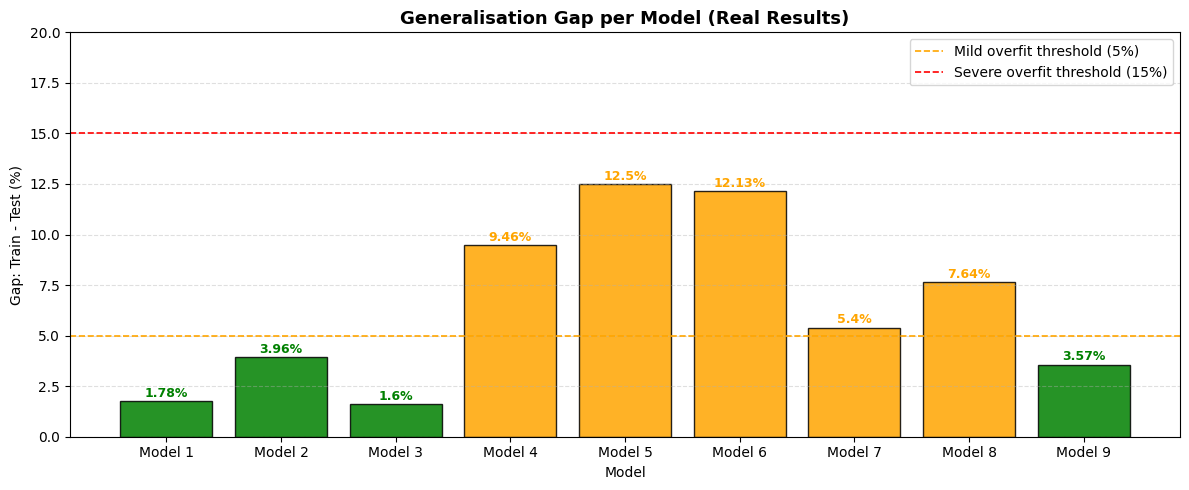 Generalisation Gap per Model (Real Results)
Mild overfit threshold (5%)
Severe overfit threshold (15%)
Gap: Train - Test (%)
20.0
17.5
15.0
12.5
10.0
7.5
5.0
2.5
0.0
1.78%
3.96%
1.6%
9.46%
12.5%
12.13%
5.4%
7.64%
3.57%
Model 1
Model 2
Model 3
Model 4
Model 5
Model 6
Model 7
Model 8
Model 9
Model